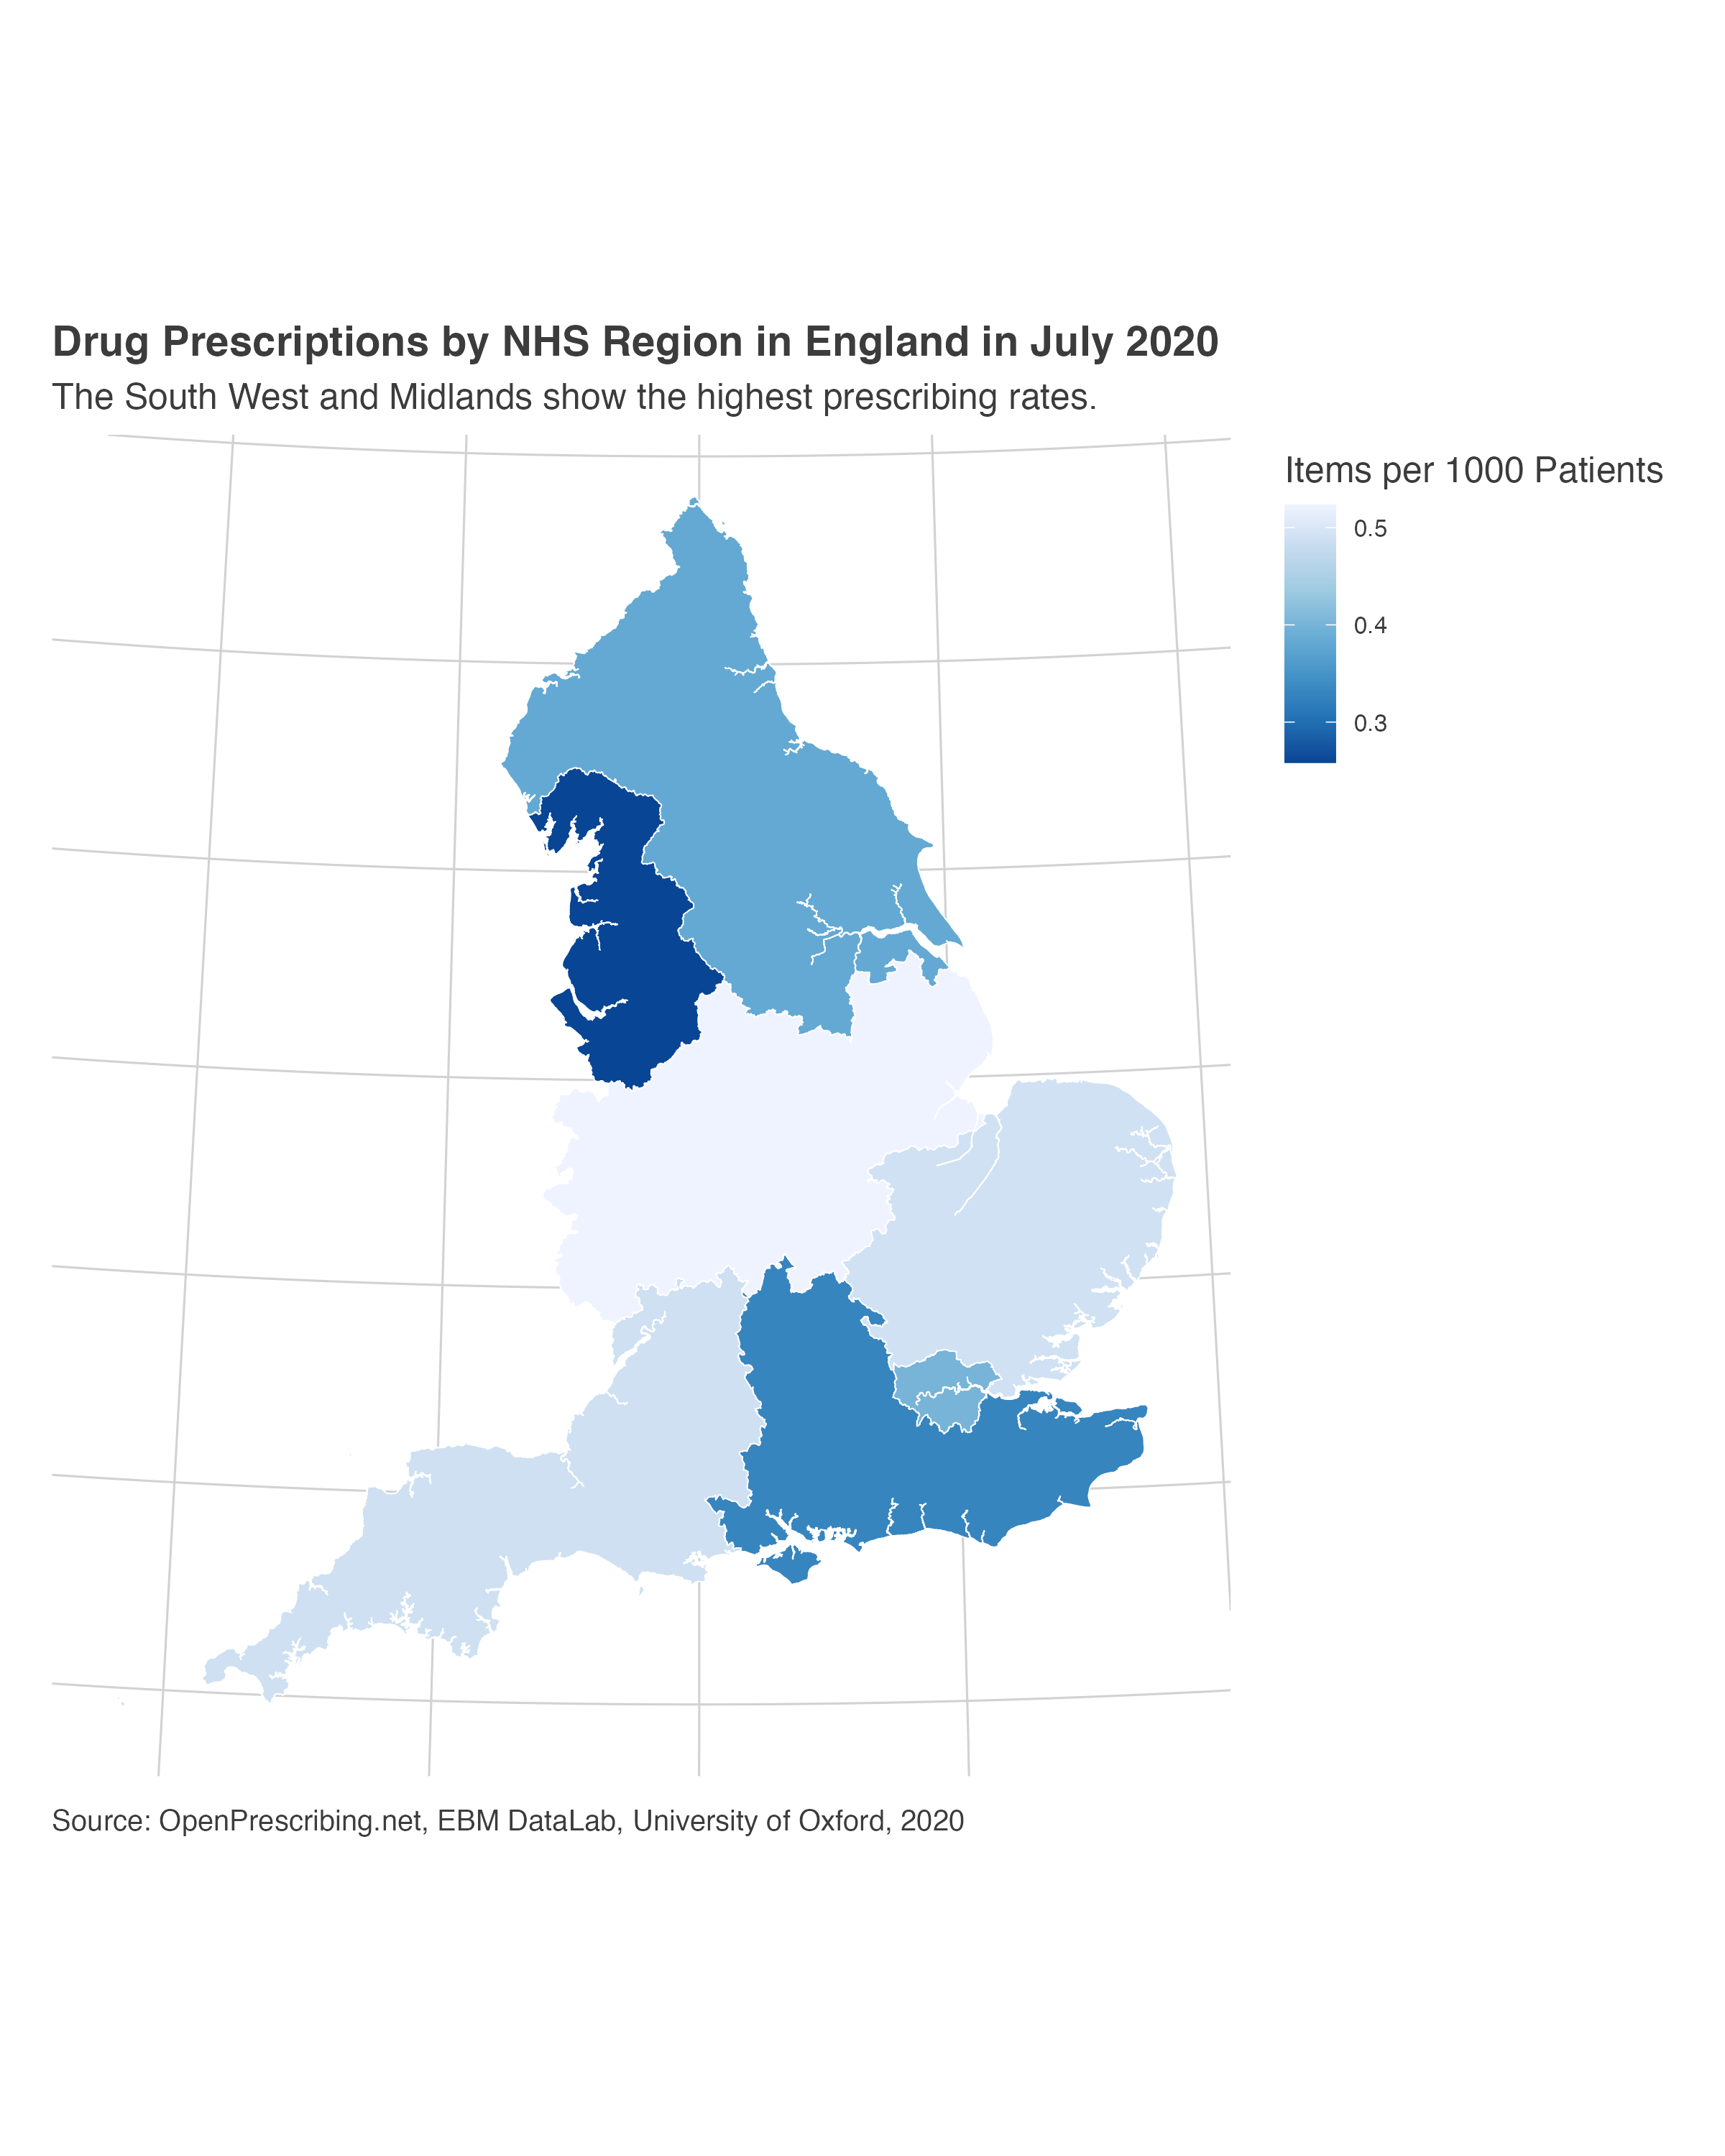 Drug Prescriptions by NHS Region in England in July 2020
The South West and Midlands show the highest prescribing rates.
Items per 1000 Patients
0.5
0.4
0.3
Source: OpenPrescribing.net, EBM DataLab, University of Oxford, 2020